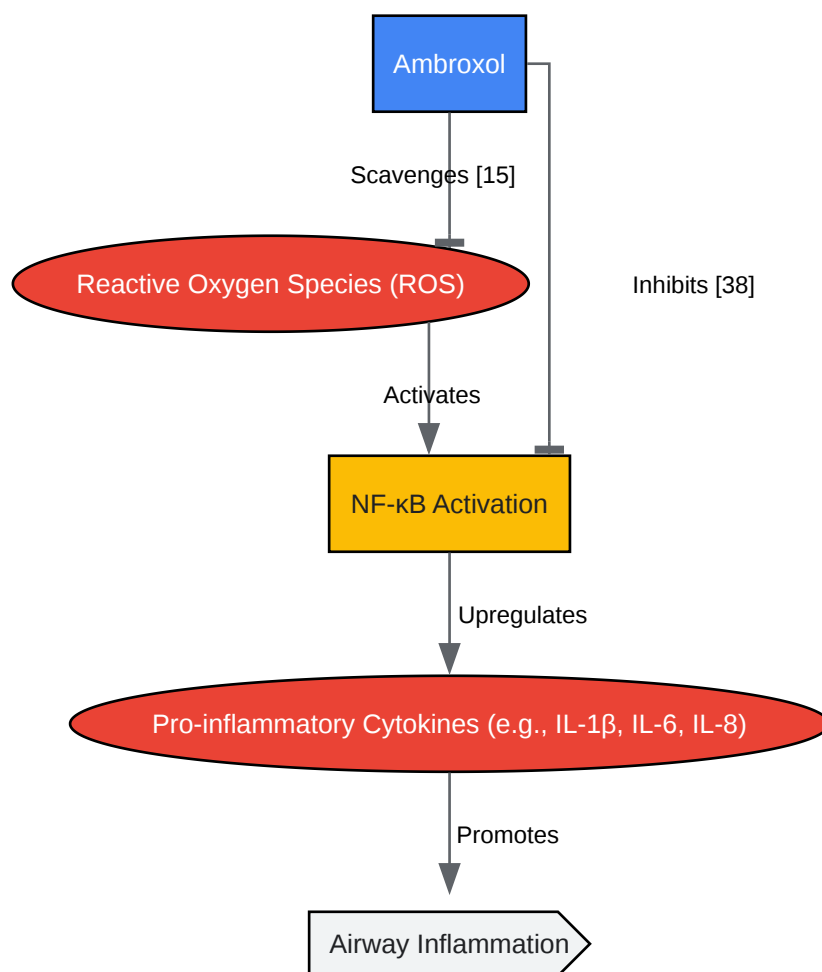 Ambroxol
Scavenges [15]
Reactive Oxygen Species (ROS)
Inhibits [38]
Activates
NF-κB Activation
Upregulates
Pro-inflammatory Cytokines (e.g., IL-1β, IL-6, IL-8)
Promotes
Airway Inflammation